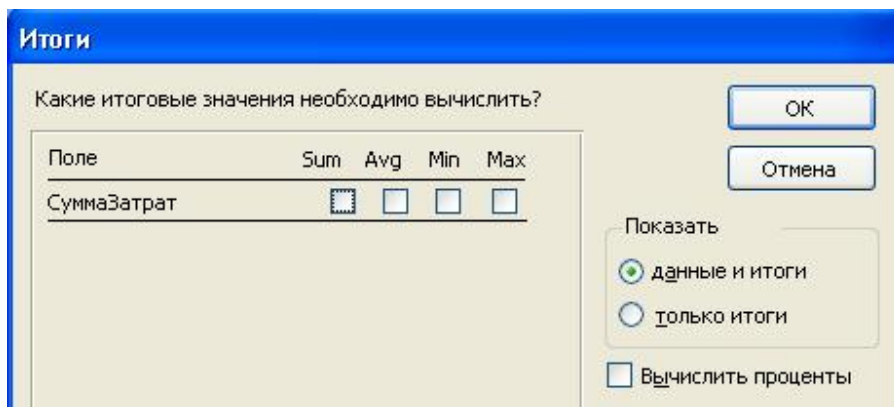 Итоги
Какие итоговые значения необходимо вычислить?
Поле Sum Avg Min Max
СуммаЗатрат
ОК
Отмена
Показать
данные и итоги
только итоги
Вычислить проценты